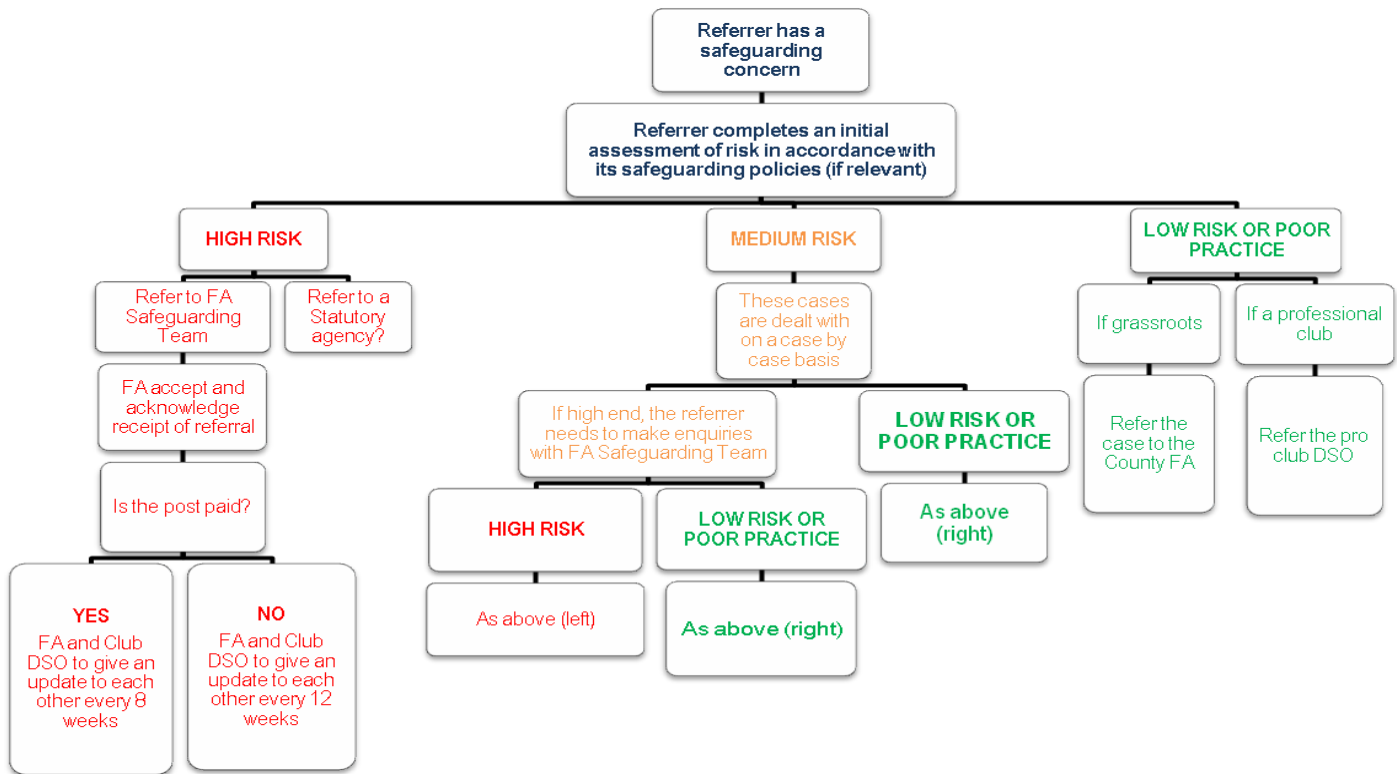 Referrer has a
safeguarding
concern
Referrer completes an initial
assessment of risk in accordance with
its safeguarding policies (if relevant)
HIGH RISK
Refer to FA
Safeguarding
Team
Refer to a
Statutory
agency?
FA accept and
acknowledge
receipt of referral
Is the post paid?
YES
FA and Club
DSO to give an
update to each
other every 8
weeks
NO
FA and Club
DSO to give an
update to each
other every 12
weeks
MEDIUM RISK
These cases
are dealt with
on a case by
case basis
If high end, the referrer
needs to make enquiries
with FA Safeguarding Team
HIGH RISK
As above (left)
LOW RISK OR
POOR PRACTICE
As above (right)
LOW RISK OR
POOR PRACTICE
As above
(right)
LOW RISK OR POOR
PRACTICE
If grassroots
Refer the
case to the
County FA
If a professional
club
Refer the pro
club DSO